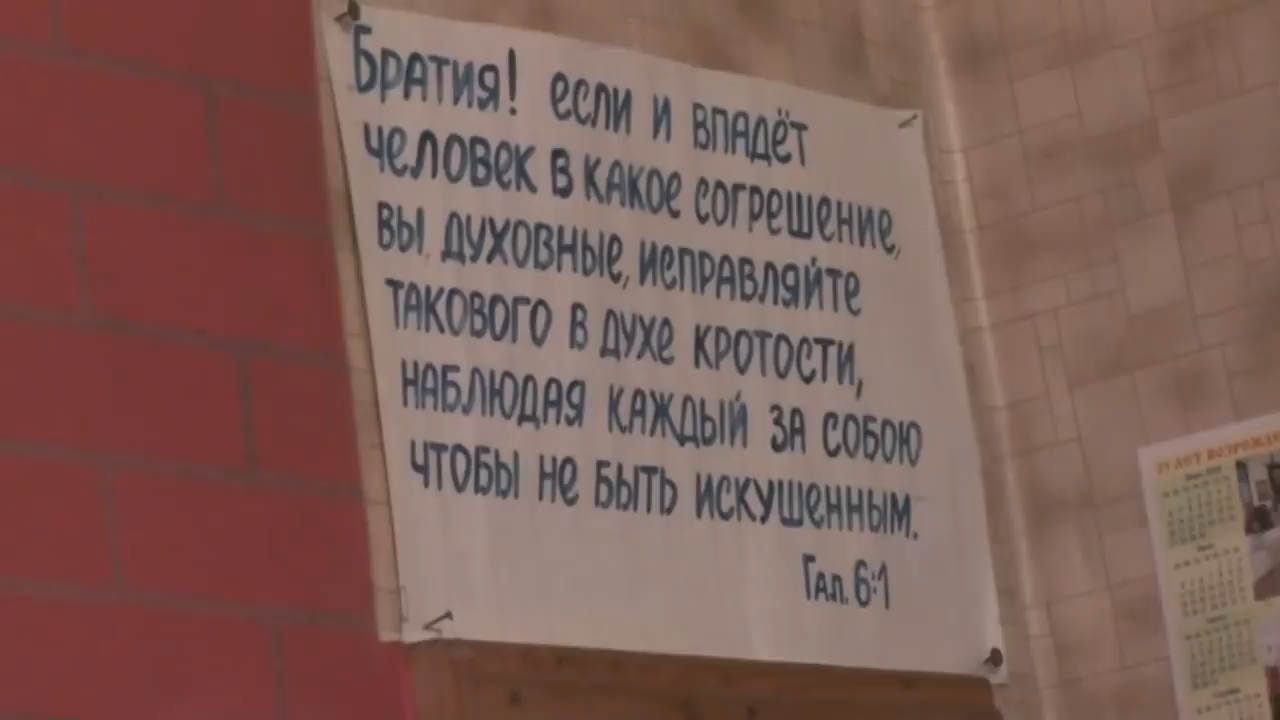 Братия! если и впадёт
человек в какое согрешение,
вы духовные, исправляйте
такового в духе кротости,
наблюдая каждый за собою
чтобы не быть искушенным.
Гал. 6:1
ЛЕТ